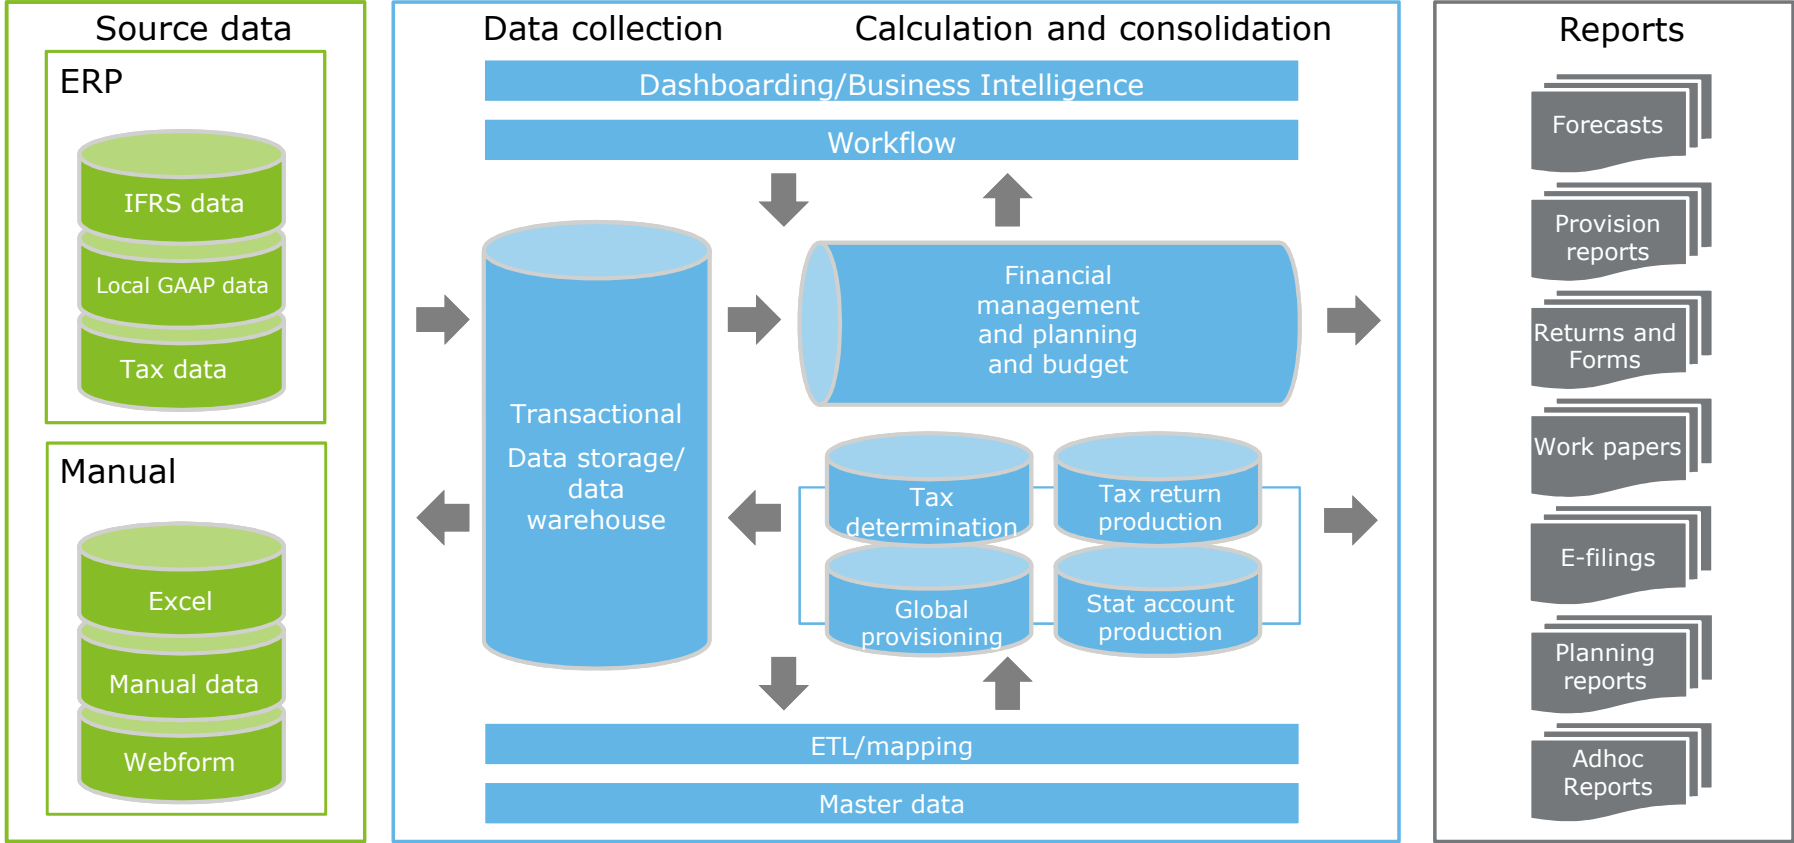 Source data
ERP
IFRS data
Local GAAP data
Tax data
Manual
Excel
Manual data
Webform
Data collection
Calculation and consolidation
Dashboarding/Business Intelligence
Workflow
Transactional
Data storage/
data
warehouse
Financial
management
and planning
and budget
Tax
determination
Tax return
production
Global
provisioning
Stat account
production
ETL/mapping
Master data
Reports
Forecasts
Provision
reports
Returns and
Forms
Work papers
E-filings
Planning
reports
Adhoc
Reports